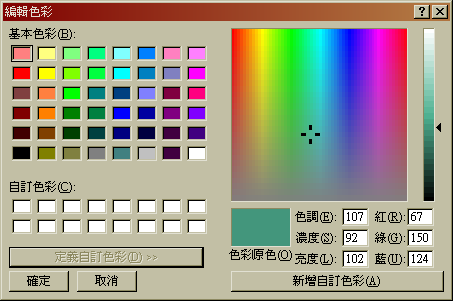 編輯色彩
基本色彩(B):
自訂色彩(C):
定義自訂色彩(D) >>
確定
取消
色彩|原色(O)
色調(E): 107
濃度(S): 92
亮度(L): 102
紅(R): 67
綠(G): 150
藍(U): 124
新增自訂色彩(A)